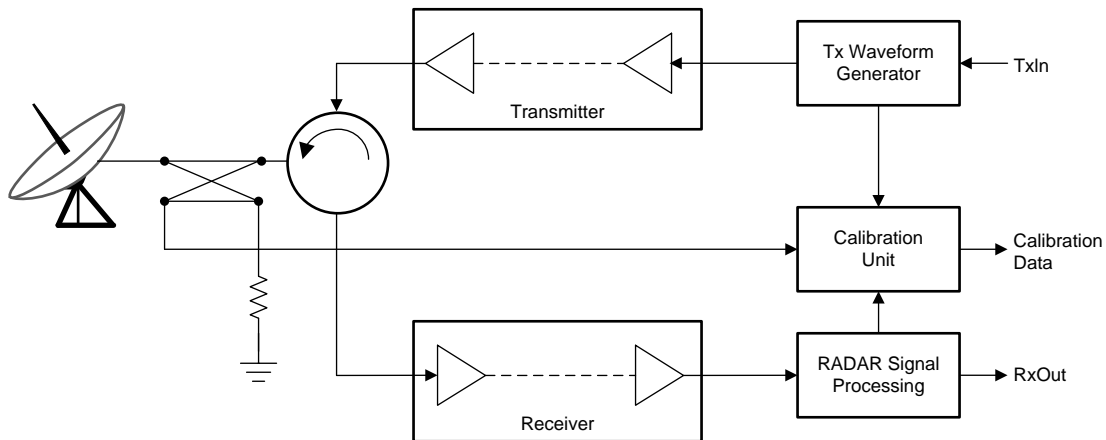 Tx Waveform
Generator
TxIn
Transmitter
Calibration
Unit
Calibration
Data
RADAR Signal
Processing
RxOut
Receiver